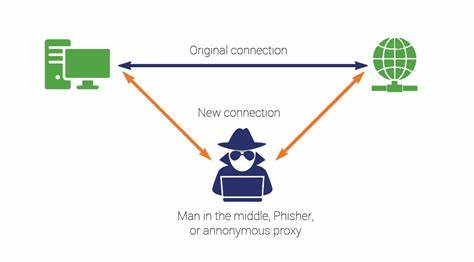 Original connection
New connection
Man in the middle, Phisher,
or annonymous proxy